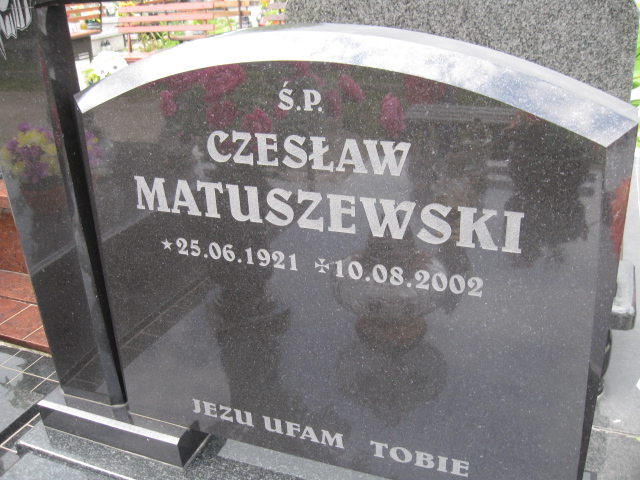 Ś.P.
CZESŁAW
MATUSZEWSKI
★25.06.1921 ✠10.08.2002
JEZU UFAM TOBIE